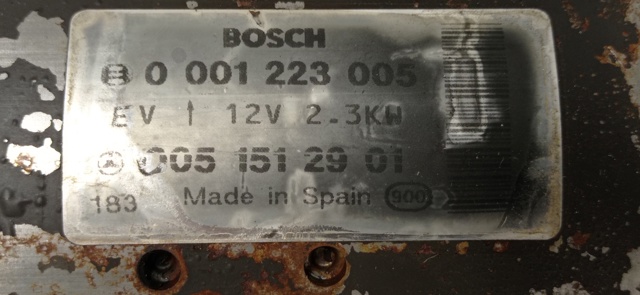 BOSCH
0 001 223 005
EV ↑ 12V 2.3KW
005 151 29 01
183 Made in Spain 900